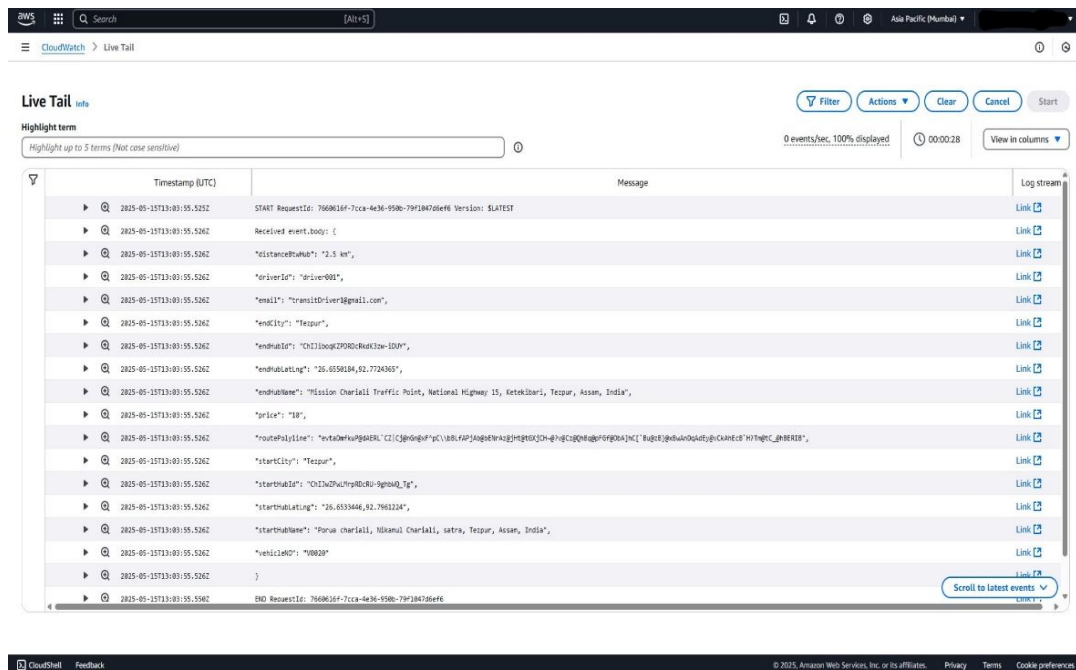 aws
Search [Alt+S]
Asia Pacific (Mumbai)
CloudWatch > Live Tail
Live Tail Info
Filter Actions Clear Cancel Start
Highlight term
Highlight up to 5 terms (Not case sensitive)
0 events/sec, 100% displayed 00:00:28 View in columns
Timestamp (UTC) Message Log stream
2025-05-15T13:03:55.525Z START RequestId: 7660616f-7cca-4e36-950b-79f1047d6ef6 Version: $LATEST Link
2025-05-15T13:03:55.526Z Received event.body: { Link
2025-05-15T13:03:55.526Z "distanceBtwHub": "2.5 km", Link
2025-05-15T13:03:55.526Z "driverId": "driver001", Link
2025-05-15T13:03:55.526Z "email": "transitDriver1@gmail.com", Link
2025-05-15T13:03:55.526Z "endCity": "Tezpur", Link
2025-05-15T13:03:55.526Z "endHubId": Link
2025-05-15T13:03:55.526Z "endHubLatLng": "26.6550184,92.7724365", Link
2025-05-15T13:03:55.526Z "endHubName": "Mission Chariali Traffic Point, National Highway 15, Ketekibari, Tezpur, Assam, India", Link
2025-05-15T13:03:55.526Z "price": "10", Link
2025-05-15T13:03:55.526Z "routePolyline": Link
2025-05-15T13:03:55.526Z "startCity": "Tezpur", Link
2025-05-15T13:03:55.526Z "startHubId": Link
2025-05-15T13:03:55.526Z "startHubLatLng": "26.6533446,92.7961224", Link
2025-05-15T13:03:55.526Z "startHubName": "Porua chariali, Nikamul Chariali, satra, Tezpur, Assam, India", Link
2025-05-15T13:03:55.526Z "vehicleNO": "V0020" Link
2025-05-15T13:03:55.526Z } Link
2025-05-15T13:03:55.550Z END RequestId: 7660616f-7cca-4e36-950b-79f1047d6ef6 Link
Scroll to latest events
CloudShell Feedback © 2025, Amazon Web Services, Inc. or its affiliates. Privacy Terms Cookie preferences